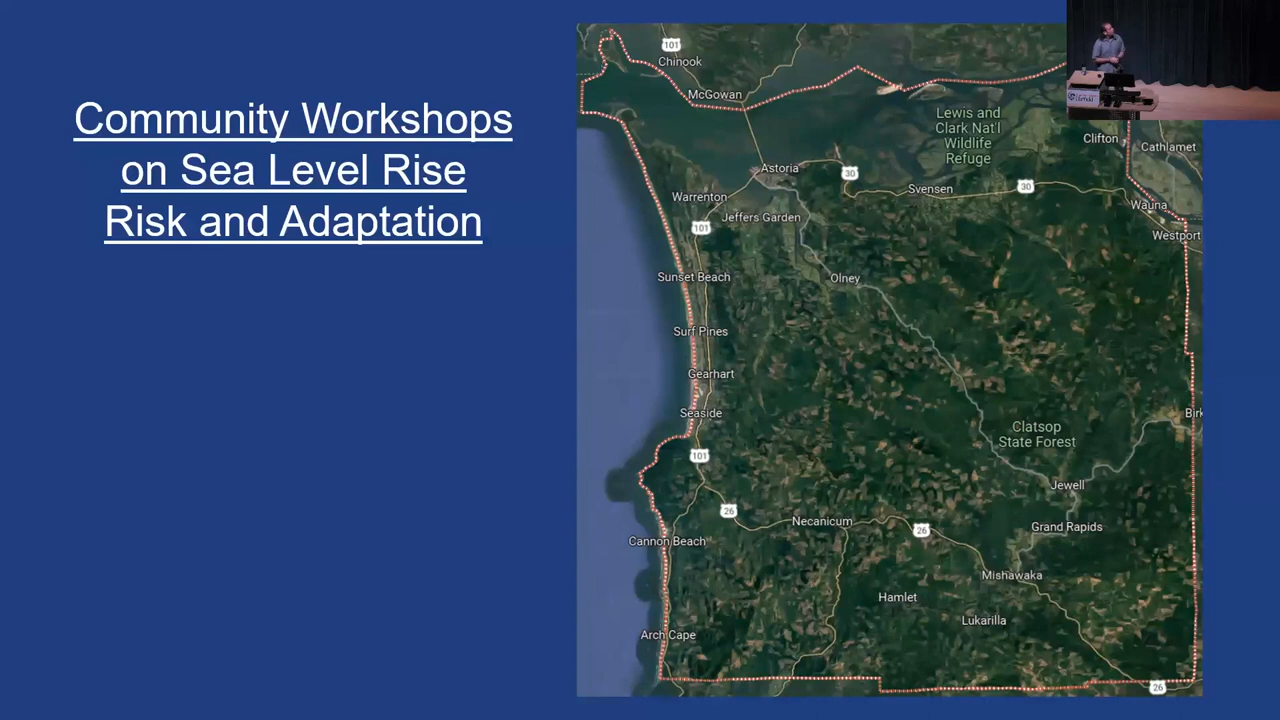 Community Workshops
on Sea Level Rise
Risk and Adaptation
101
Chinook
McGowan
Lewis and
Clark Nat'l
Wildlife
Refuge
Clifton
Cathlamet
Astoria
30
Svensen
30
Warrenton
Jeffers Garden
Wauna
101
Westport
Sunset Beach
Olney
Surf Pines
Gearhart
Seaside
Birk
Clatsop
State Forest
101
Jewell
26
Necanicum
26
Grand Rapids
Cannon Beach
Mishawaka
Hamlet
Lukarilla
Arch Cape
26